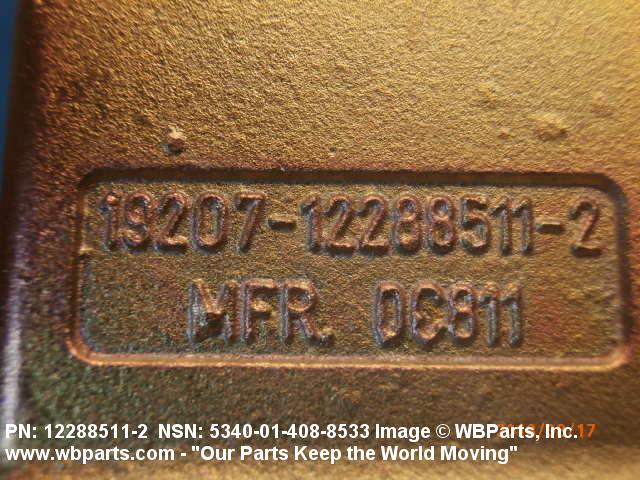 19207-12288511-2
MFR. 0C811
PN: 12288511-2 NSN: 5340-01-408-8533 Image © WBParts, Inc.
www.wbparts.com - "Our Parts Keep the World Moving"